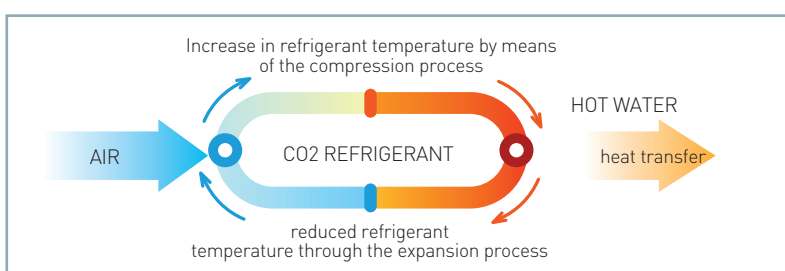 Increase in refrigerant temperature by means
of the compression process
HOT WATER
AIR
CO2 REFRIGERANT
heat transfer
reduced refrigerant
temperature through the expansion process